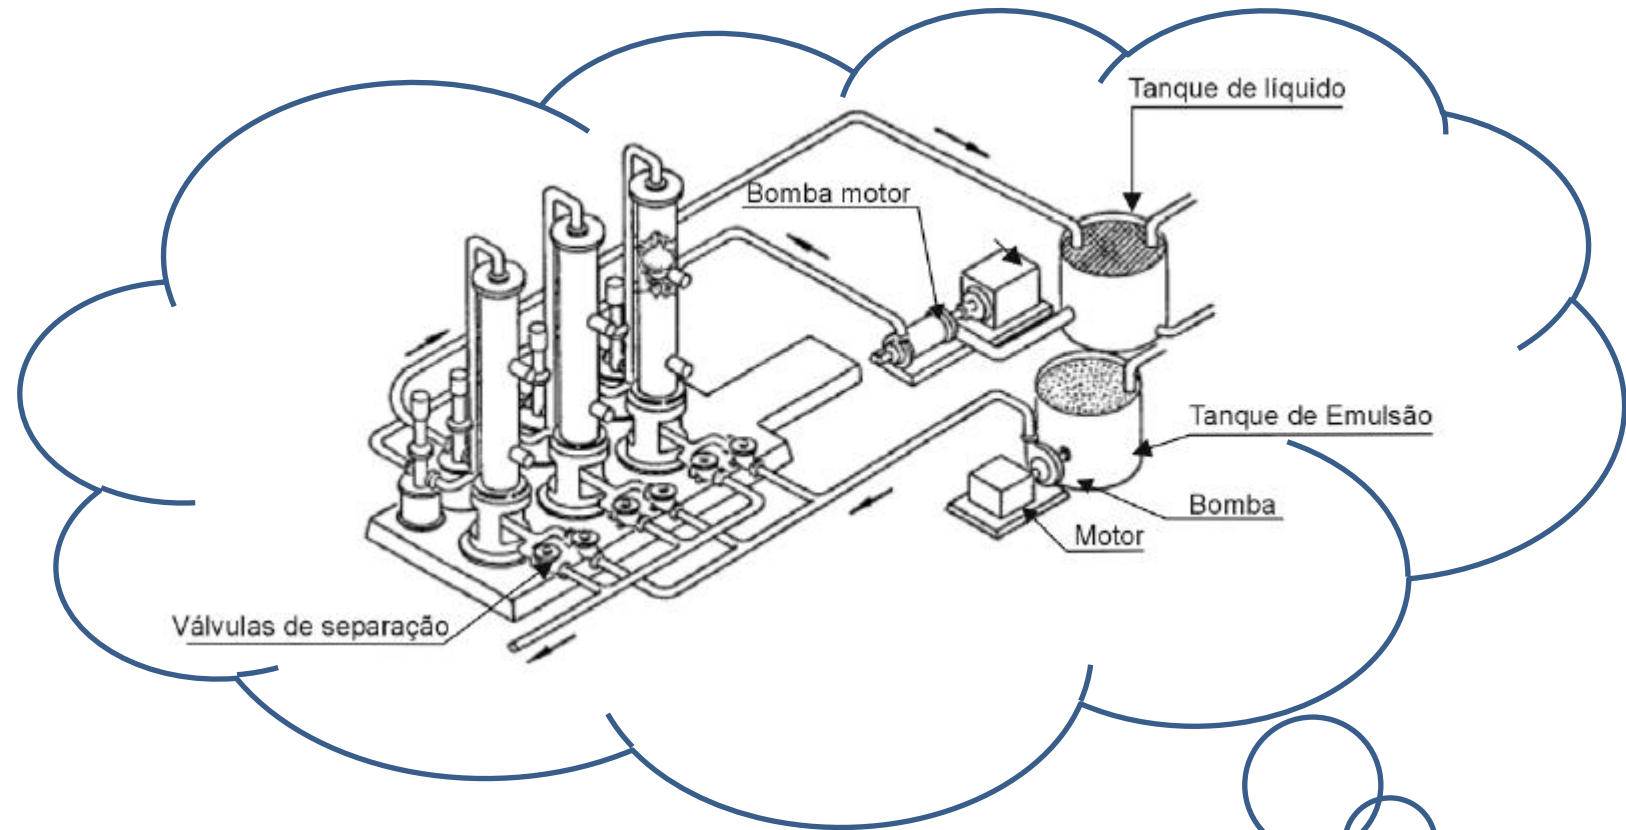 Tanque de líquido
Bomba motor
Tanque de Emulsão
Bomba
Motor
Válvulas de separação